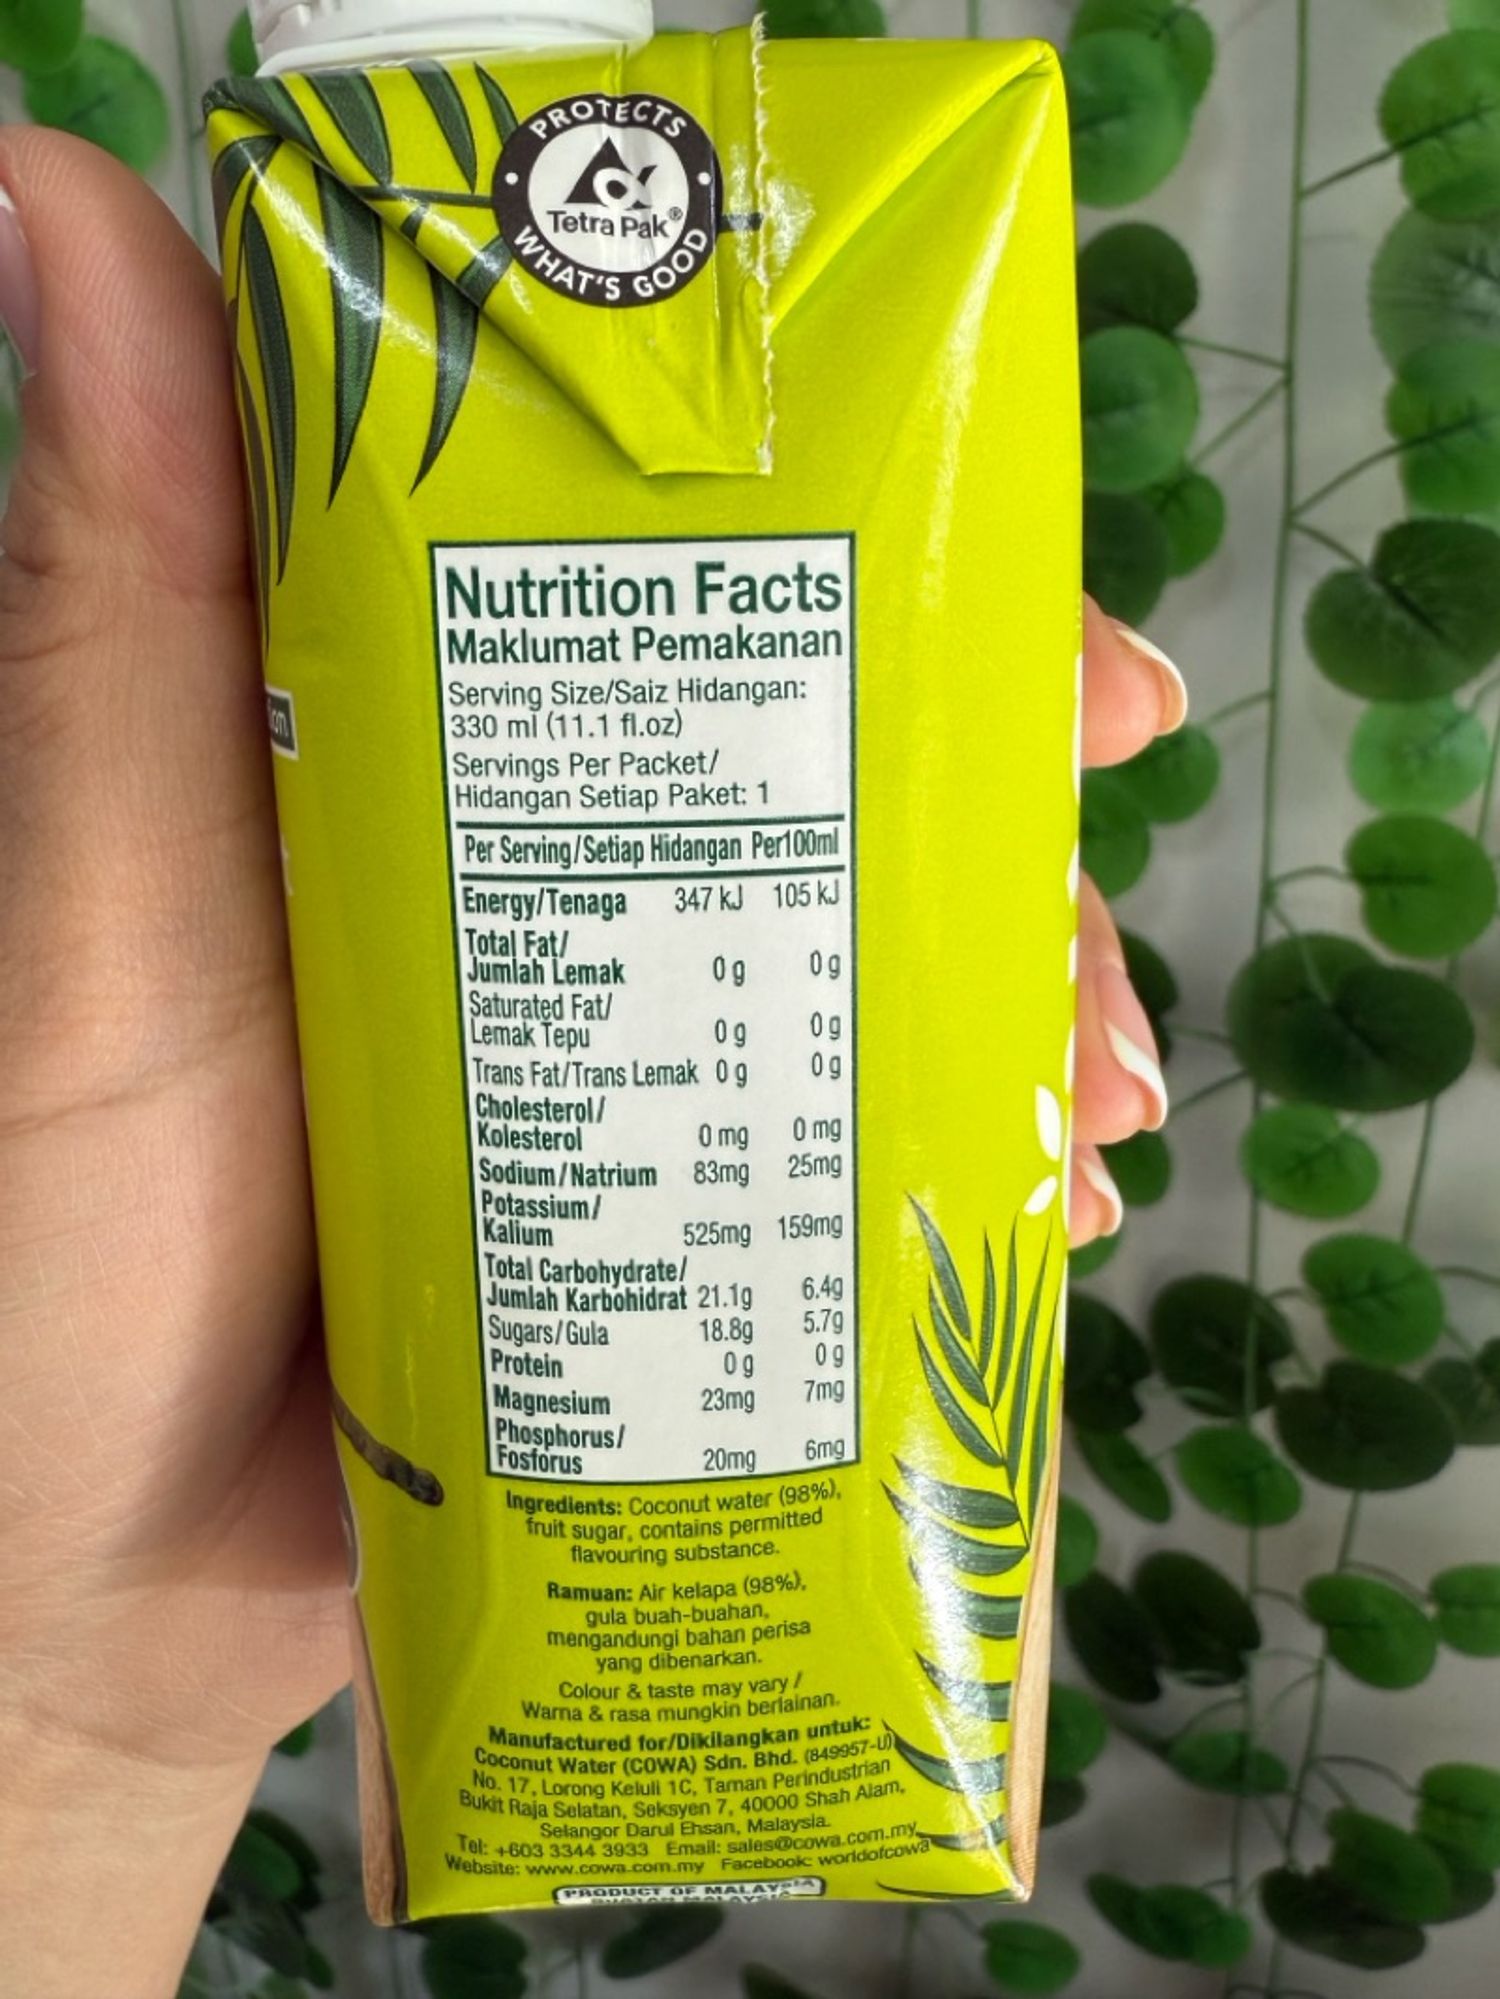 PROTECTS
Tetra Pak®
WHAT'S GOOD
Nutrition Facts
Maklumat Pemakanan
Serving Size/Saiz Hidangan:
330 ml (11.1 fl.oz)
Servings Per Packet/
Hidangan Setiap Paket: 1
Per Serving/Setiap Hidangan Per100ml
Energy/Tenaga 347 kJ 105 kJ
Total Fat/
Jumlah Lemak 0 g 0 g
Saturated Fat/
Lemak Tepu 0 g 0 g
Trans Fat/Trans Lemak 0 g 0 g
Cholesterol/
Kolesterol 0 mg 0 mg
Sodium/Natrium 83mg 25mg
Potassium/
Kalium 525mg 159mg
Total Carbohydrate/
Jumlah Karbohidrat 21.1g 6.4g
Sugars/Gula 18.8g 5.7g
Protein 0 g 0 g
Magnesium 23mg 7mg
Phosphorus/
Fosforus 20mg 6mg
Ingredients: Coconut water (98%),
fruit sugar, contains permitted
flavouring substance.
Ramuan: Air kelapa (98%),
gula buah-buahan,
mengandungi bahan perisa
yang dibenarkan.
Colour & taste may vary /
Warna & rasa mungkin berlainan.
Manufactured for/Dikilangkan untuk:
Coconut Water (COWA) Sdn. Bhd. (849957-U)
No. 17, Lorong Keluli 1C, Taman Perindustrian
Bukit Raja Selatan, Seksyen 7, 40000 Shah Alam,
Selangor Darul Ehsan, Malaysia.
Tel: +603 3344 3933 Email: sales@cowa.com.my
Website: www.cowa.com.my Facebook: worldofcowa
PRODUCT OF MALAYSIA